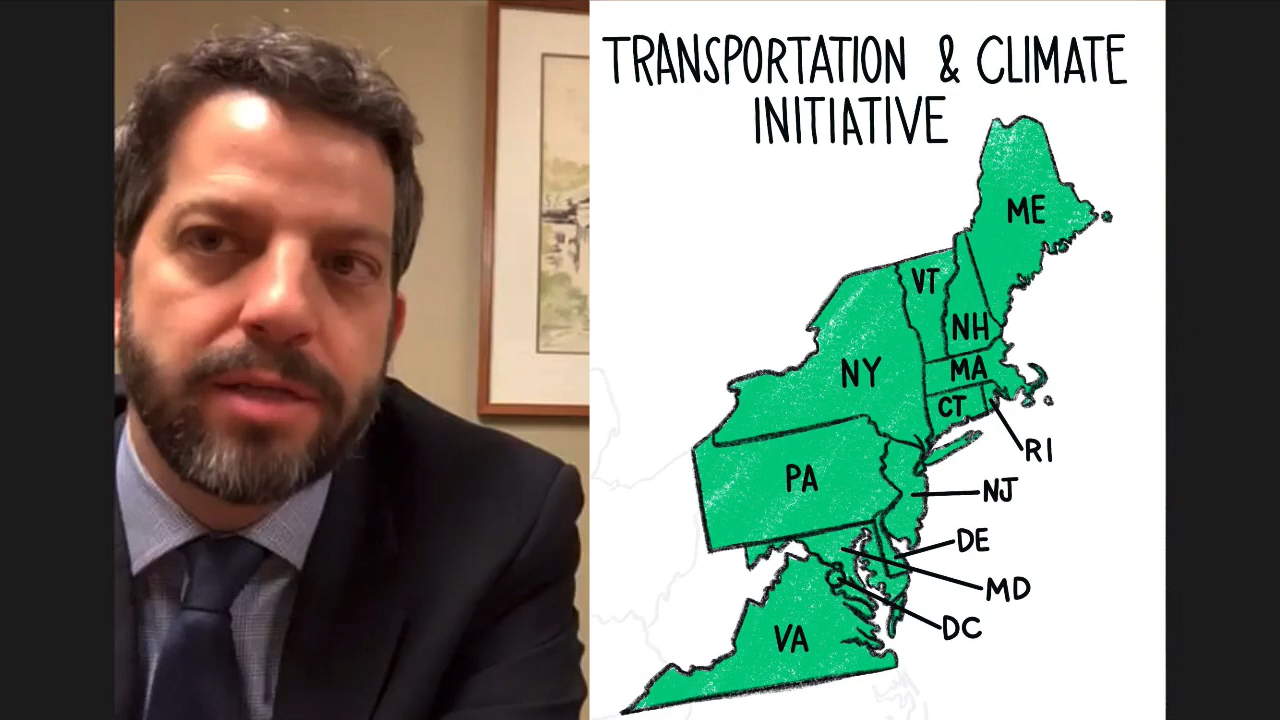 TRANSPORTATION & CLIMATE
INITIATIVE
ME
VT
NH
NY
MA
CT
RI
PA
NJ
DE
MD
DC
VA